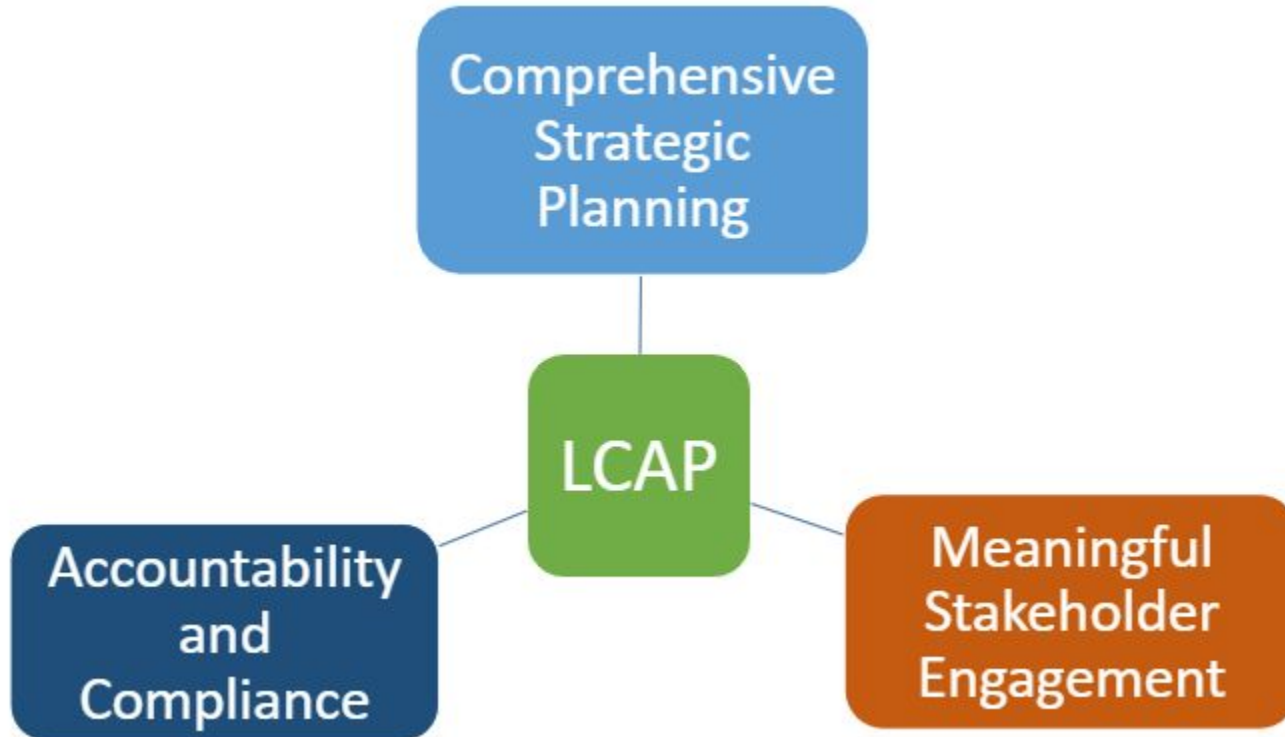 Comprehensive
Strategic
Planning
LCAP
Accountability
and
Compliance
Meaningful
Stakeholder
Engagement